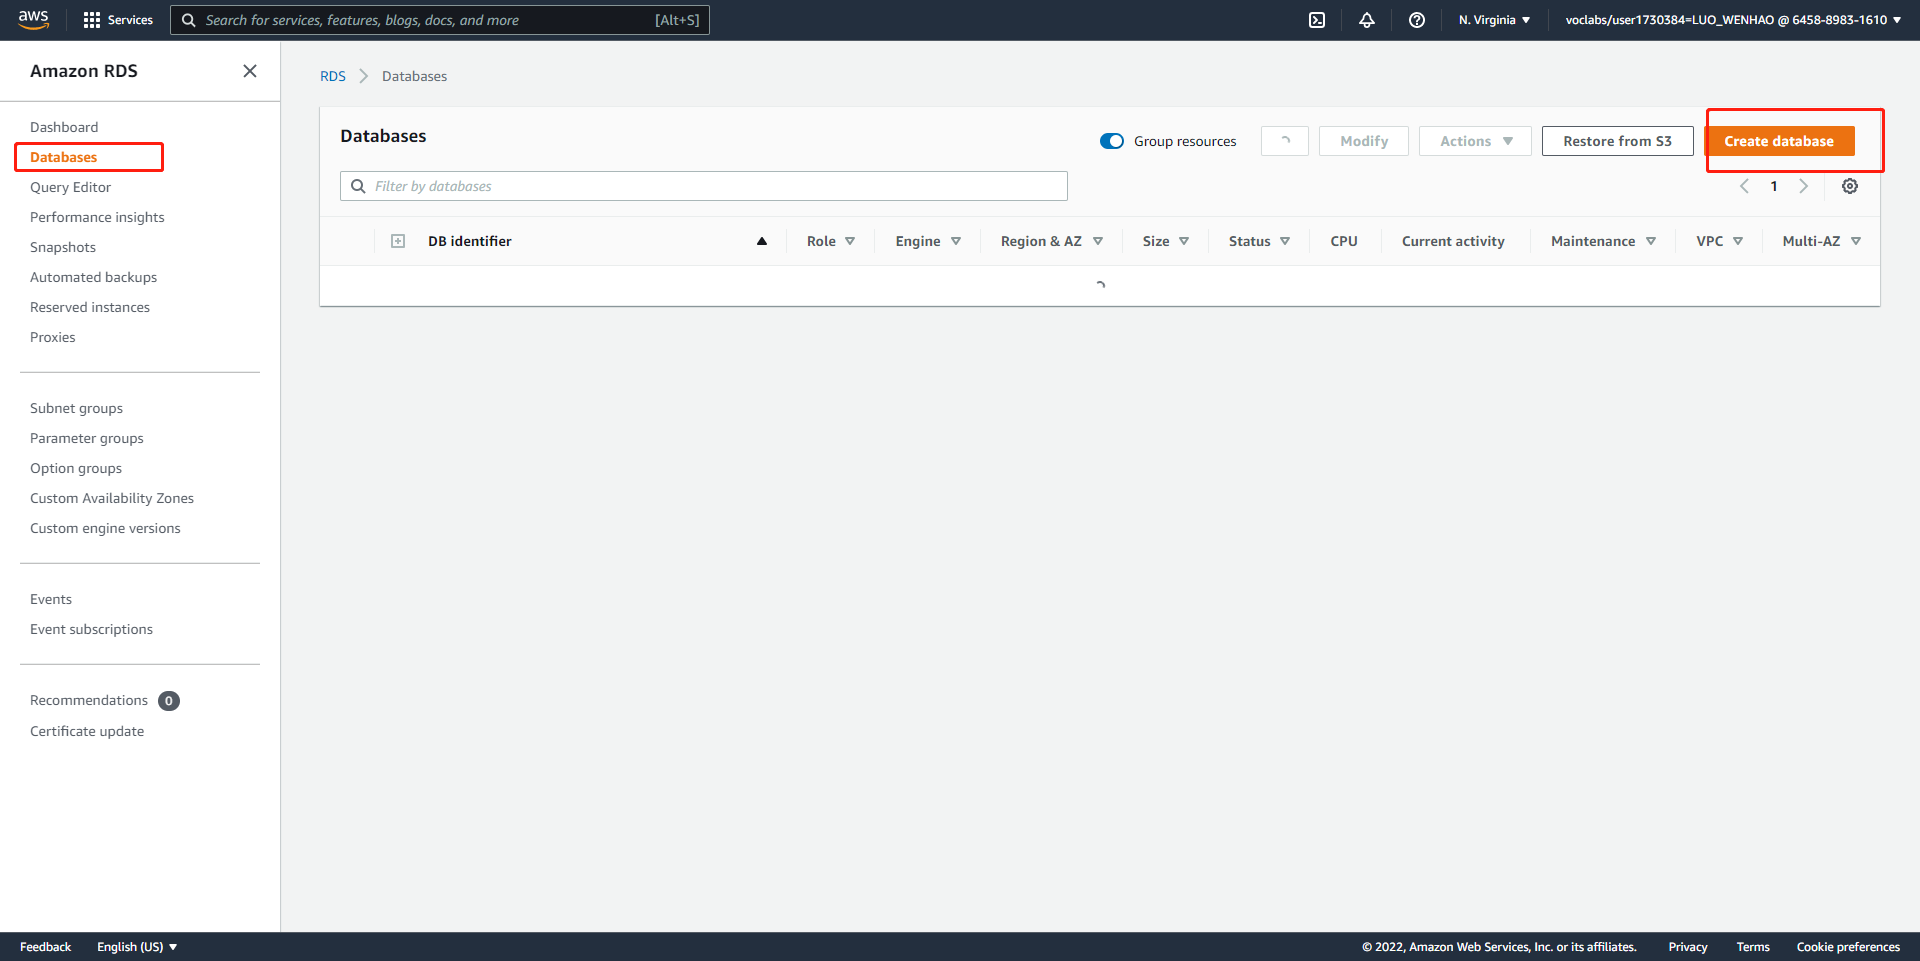 aws
Services
Search for services, features, blogs, docs, and more [Alt+S]
N. Virginia
voclabs/user1730384=LUO_WENHAO @ 6458-8983-1610
Amazon RDS
Dashboard
Databases
Query Editor
Performance insights
Snapshots
Automated backups
Reserved instances
Proxies
Subnet groups
Parameter groups
Option groups
Custom Availability Zones
Custom engine versions
Events
Event subscriptions
Recommendations 0
Certificate update
RDS Databases
Databases
Group resources
Modify
Actions
Restore from S3
Create database
Filter by databases
1
DB identifier
Role
Engine
Region & AZ
Size
Status
CPU
Current activity
Maintenance
VPC
Multi-AZ
Feedback
English (US)
© 2022, Amazon Web Services, Inc. or its affiliates.
Privacy
Terms
Cookie preferences